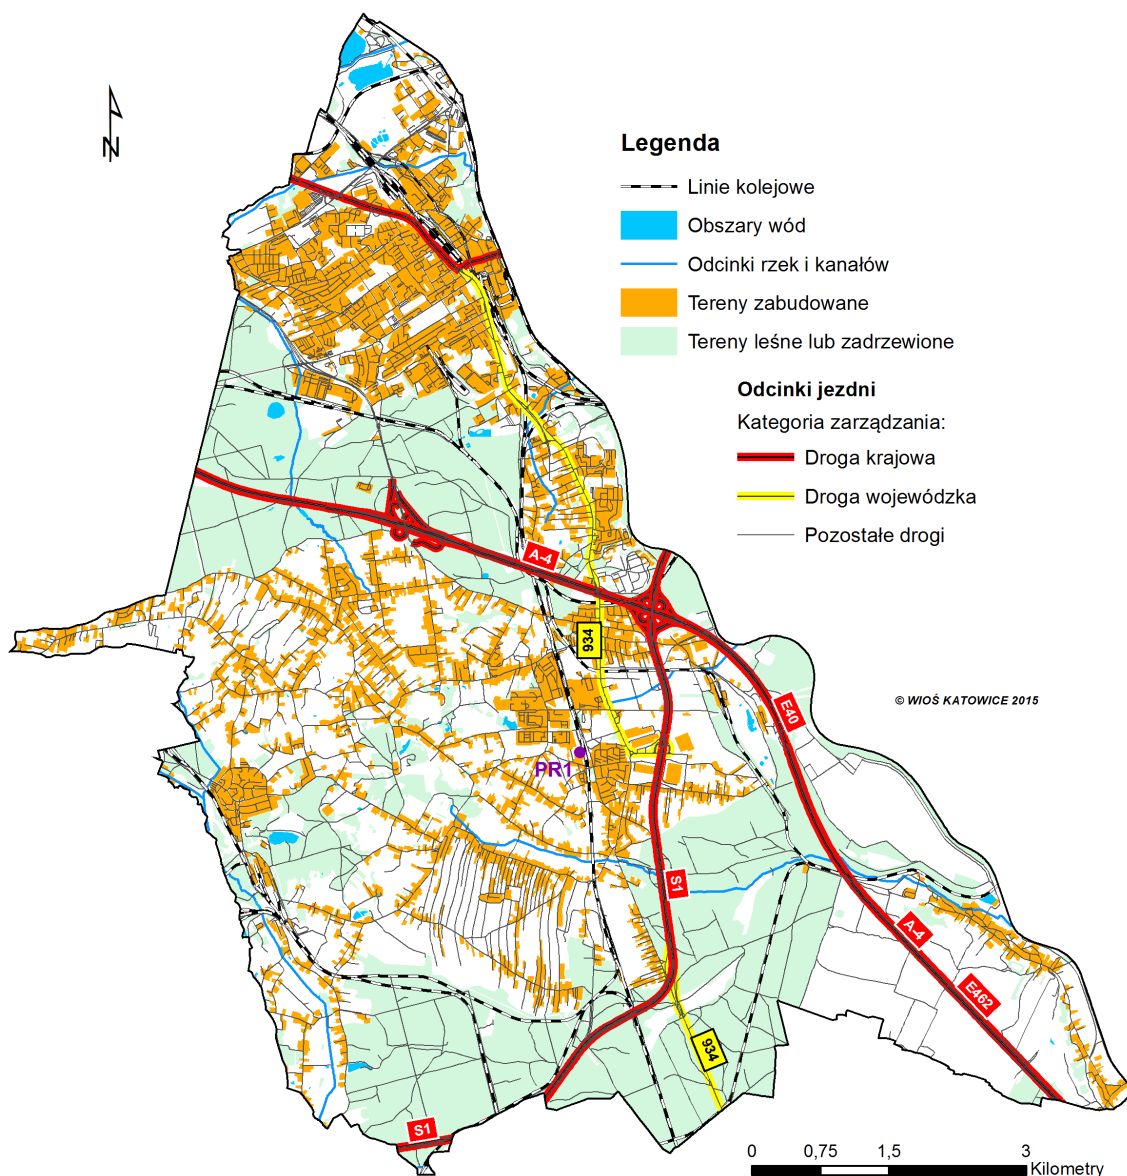 N
Legenda
Linie kolejowe
Obszary wód
Odcinki rzek i kanałów
Tereny zabudowane
Tereny leśne lub zadrzewione
Odcinki jezdni
Kategoria zarządzania:
Droga krajowa
Droga wojewódzka
Pozostałe drogi
A-4
934
© WIOŚ KATOWICE 2015
E40
PR1
S1
A-4
E462
934
S1
0 0,75 1,5 3
Kilometry